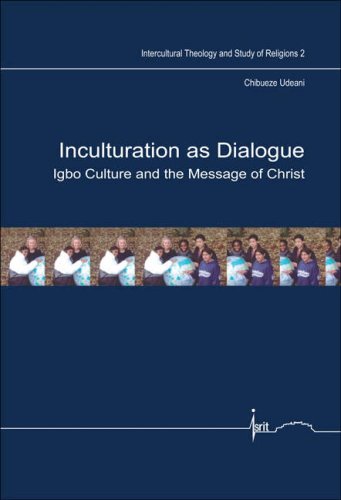 Intercultural Theology and Study of Religions 2
Chibueze Udeani
Inculturation as Dialogue
Igbo Culture and the Message of Christ
isrit